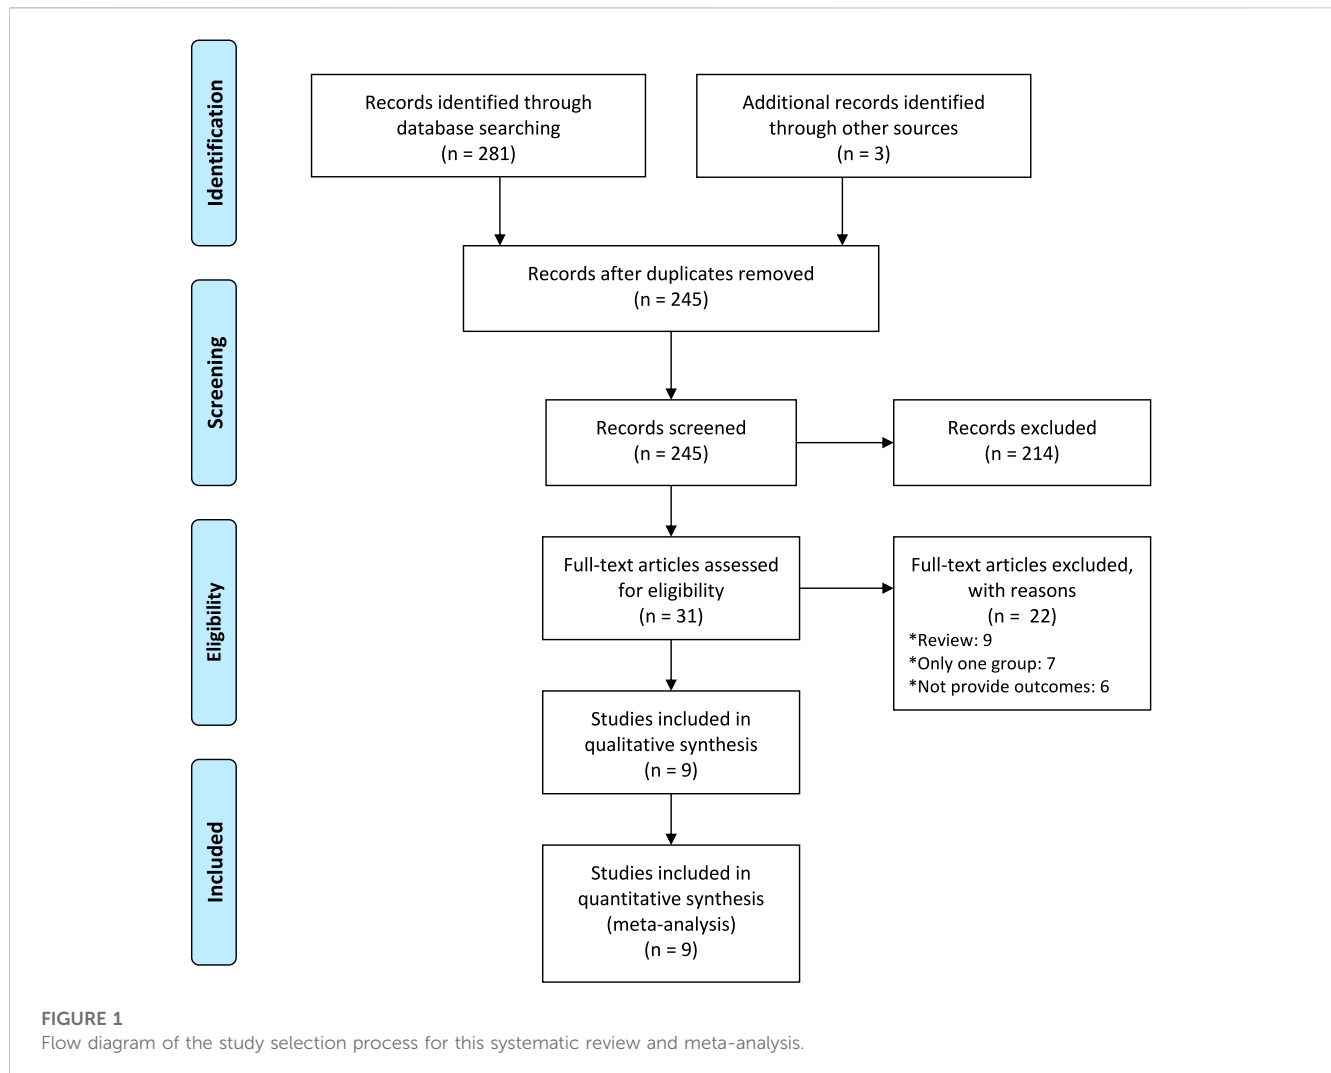 Identification
Records identified through
database searching
(n = 281)
Additional records identified
through other sources
(n = 3)
Records after duplicates removed
(n = 245)
Screening
Records screened
(n = 245)
Records excluded
(n = 214)
Eligibility
Full-text articles assessed
for eligibility
(n = 31)
Full-text articles excluded,
with reasons
(n =  22)
*Review: 9
*Only one group: 7
*Not provide outcomes: 6
Studies included in
qualitative synthesis
(n = 9)
Included
Studies included in
quantitative synthesis
(meta-analysis)
(n = 9)
FIGURE 1
Flow diagram of the study selection process for this systematic review and meta-analysis.